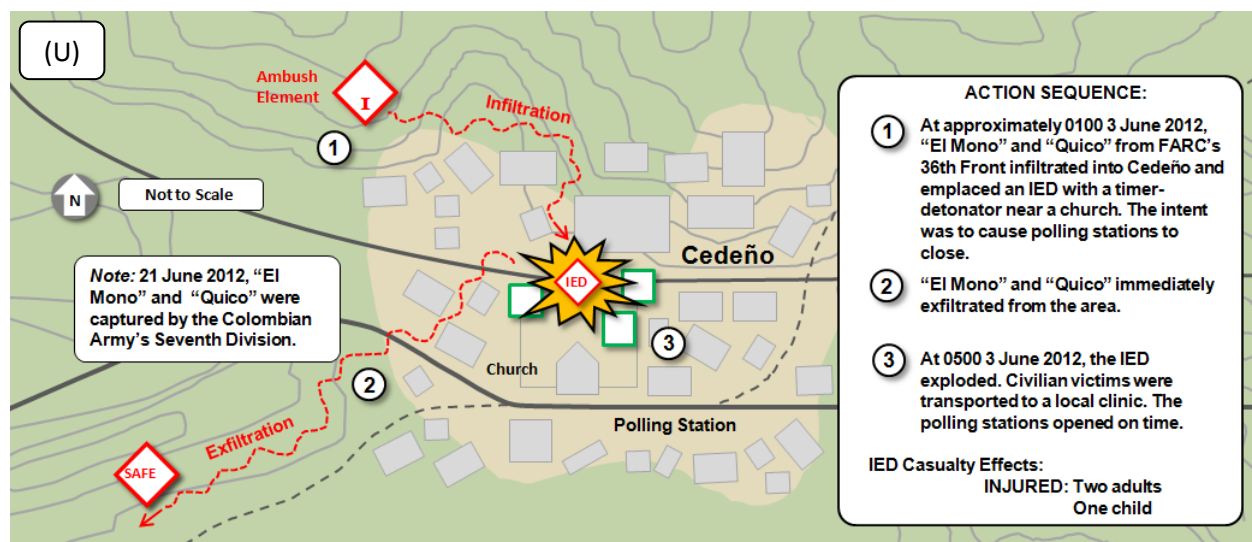 (U)
Ambush
Element
I
Infiltration
1
N
Not to Scale
Note: 21 June 2012, “El
Mono” and “Quico” were
captured by the Colombian
Army’s Seventh Division.
IED
Cedeño
3
Church
2
Polling Station
Exfiltration
SAFE
ACTION SEQUENCE:
1
At approximately 0100 3 June 2012,
“El Mono” and “Quico” from FARC’s
36th Front infiltrated into Cedeño and
emplaced an IED with a timer-
detonator near a church. The intent
was to cause polling stations to
close.
2
“El Mono” and “Quico” immediately
exfiltrated from the area.
3
At 0500 3 June 2012, the IED
exploded. Civilian victims were
transported to a local clinic. The
polling stations opened on time.
IED Casualty Effects:
INJURED: Two adults
One child